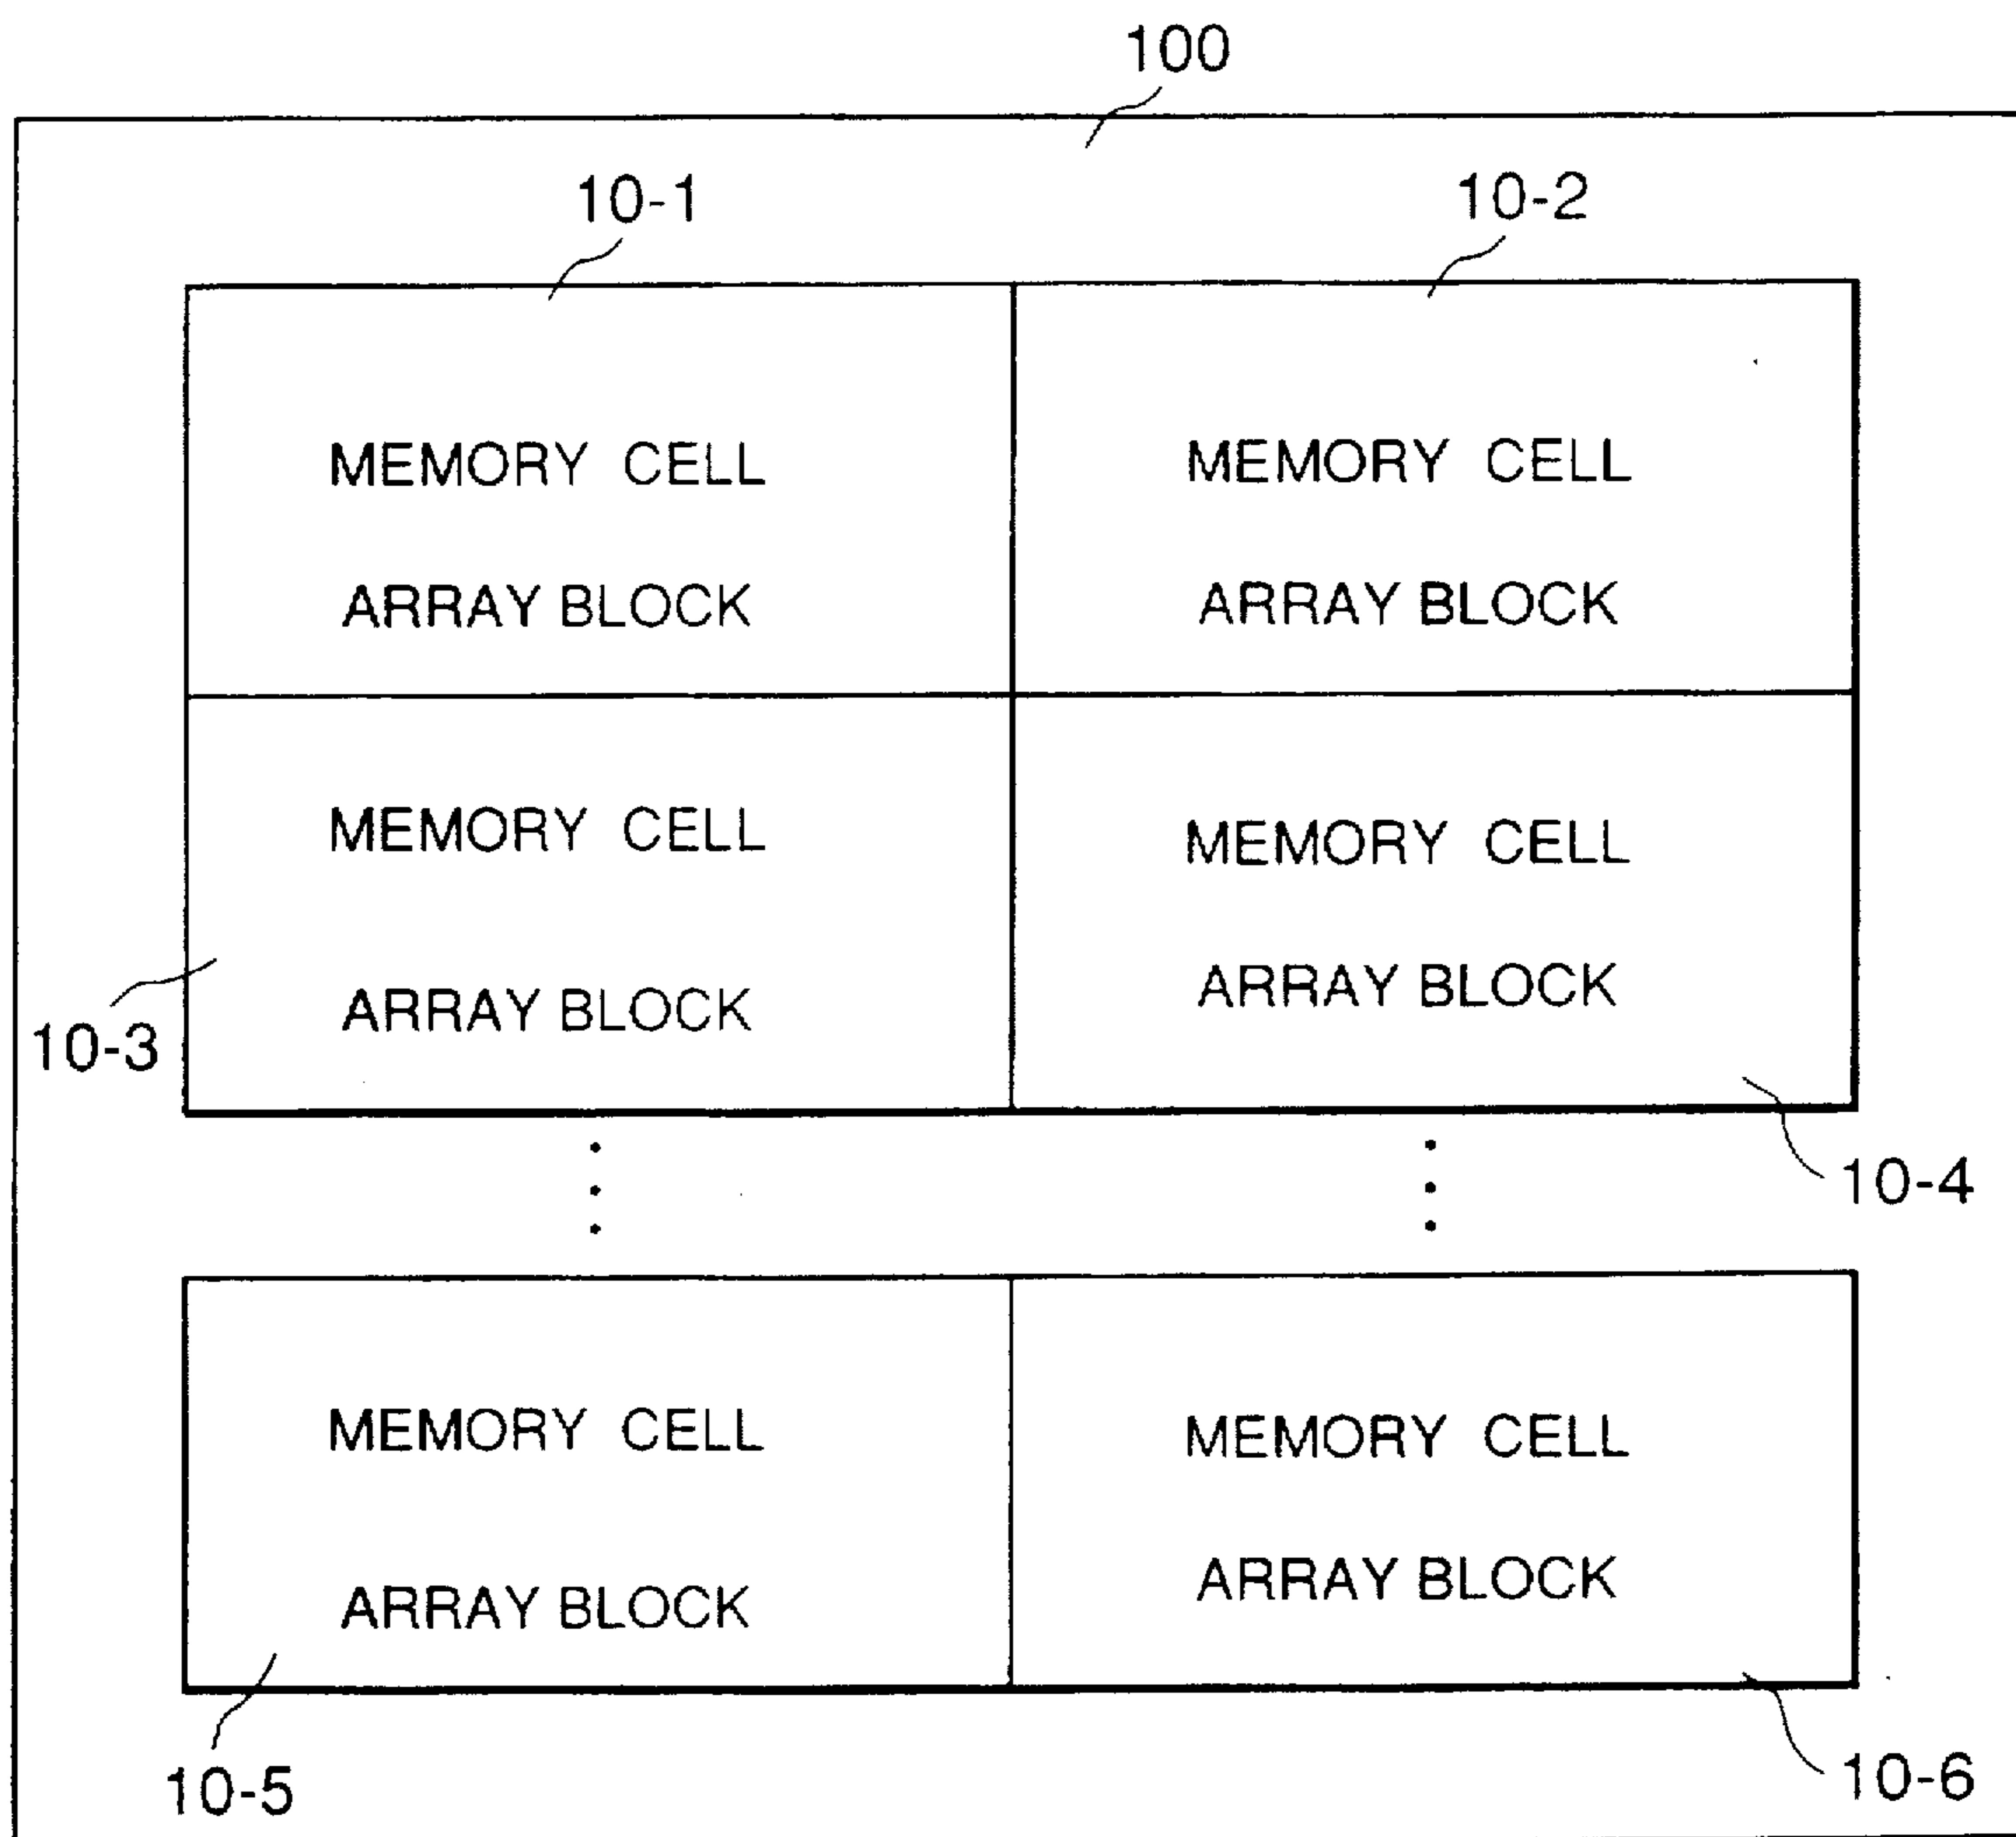 100
10-1
10-2
MEMORY CELL
ARRAY BLOCK
MEMORY CELL
ARRAY BLOCK
MEMORY CELL
ARRAY BLOCK
10-3
MEMORY CELL
ARRAY BLOCK
10-4
MEMORY CELL
ARRAY BLOCK
10-5
MEMORY CELL
ARRAY BLOCK
10-6